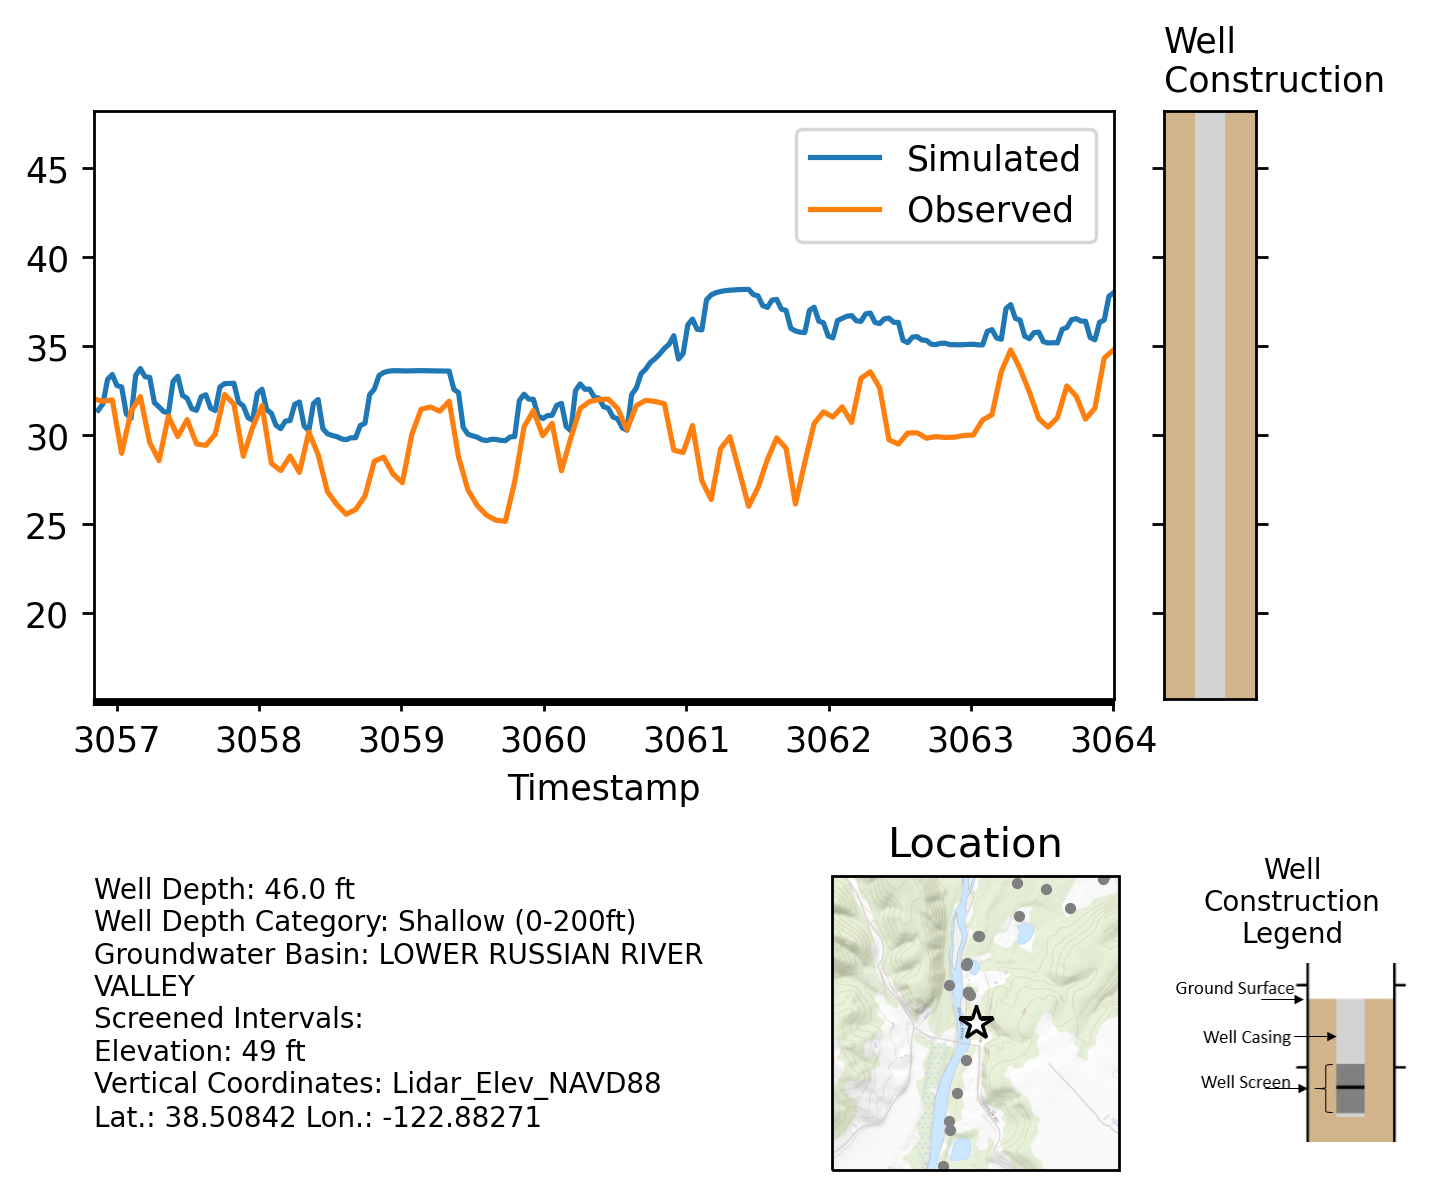 Well
Construction
Simulated
Observed
45
40
35
30
25
20
3057 3058 3059 3060 3061 3062 3063 3064
Timestamp
Well Depth: 46.0 ft
Well Depth Category: Shallow (0-200ft)
Groundwater Basin: LOWER RUSSIAN RIVER
VALLEY
Screened Intervals:
Elevation: 49 ft
Vertical Coordinates: Lidar_Elev_NAVD88
Lat.: 38.50842 Lon.: -122.88271
Location
Well
Construction
Legend
Ground Surface
Well Casing
Well Screen